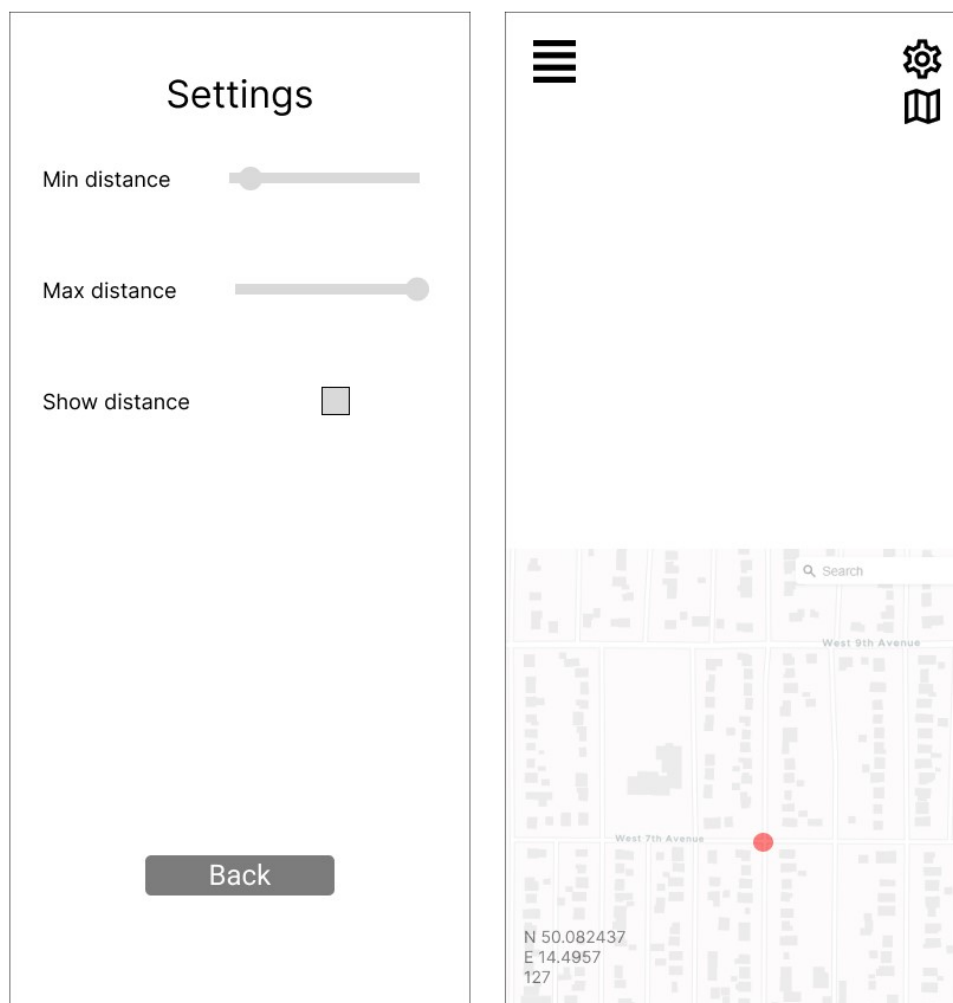 Settings
Min distance
Max distance
Show distance
Back
Search
West 9th Avenue
West 7th Avenue
N 50.082437
E 14.4957
127